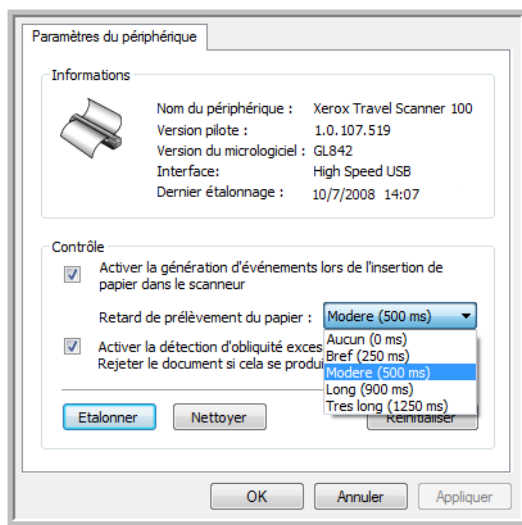 Paramètres du périphérique
Informations
Nom du périphérique : Xerox Travel Scanner 100
Version pilote : 1.0.107.519
Version du micrologiciel : GL842
Interface: High Speed USB
Dernier étalonnage : 10/7/2008 14:07
Contrôle
Activer la génération d'événements lors de l'insertion de
papier dans le scanneur
Retard de prélèvement du papier : Modere (500 ms)
Aucun (0 ms)
Activer la détection d'obliquité
Bref (250 ms)
Rejeter le document si cela se
Modere (500 ms)
Long (900 ms)
Tres long (1250 ms)
Etalonner Nettoyer Réinitialiser
OK Annuler Appliquer